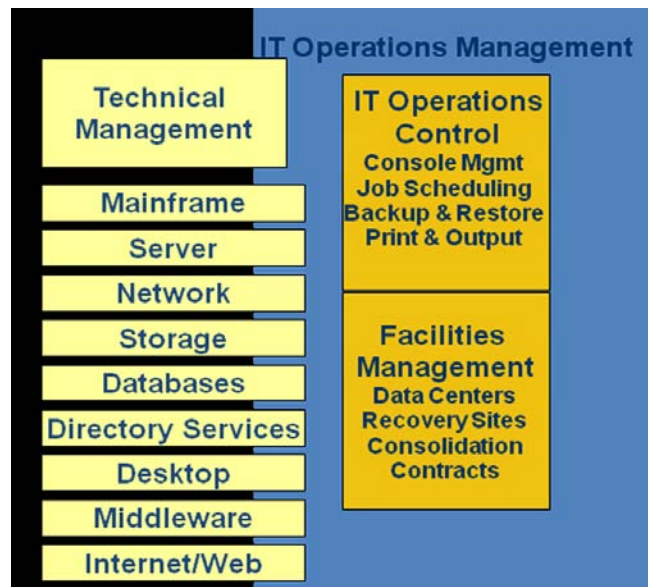 IT Operations Management
Technical
Management
Mainframe
Server
Network
Storage
Databases
Directory Services
Desktop
Middleware
Internet/Web
IT Operations
Control
Console Mgmt
Job Scheduling
Backup & Restore
Print & Output
Facilities
Management
Data Centers
Recovery Sites
Consolidation
Contracts